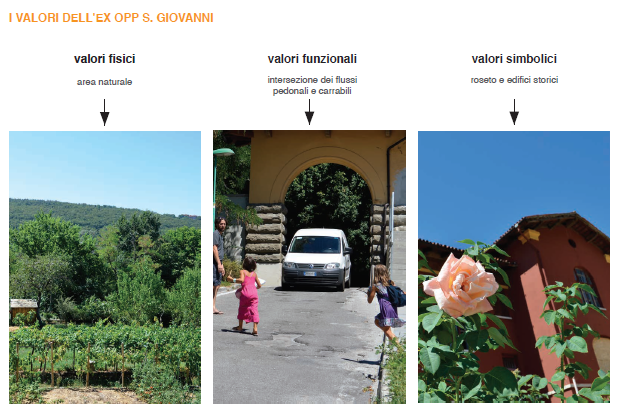 I VALORI DELL'EX OPP S. GIOVANNI
valori fisici
area naturale
valori funzionali
intersezione dei flussi
pedonali e carrabili
valori simbolici
roseto e edifici storici